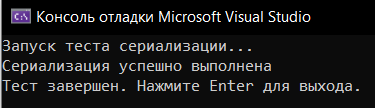 C:\ Консоль отладки Microsoft Visual Studio
Запуск теста сериализации...
Сериализация успешно выполнена
Тест завершен. Нажмите Enter для выхода.